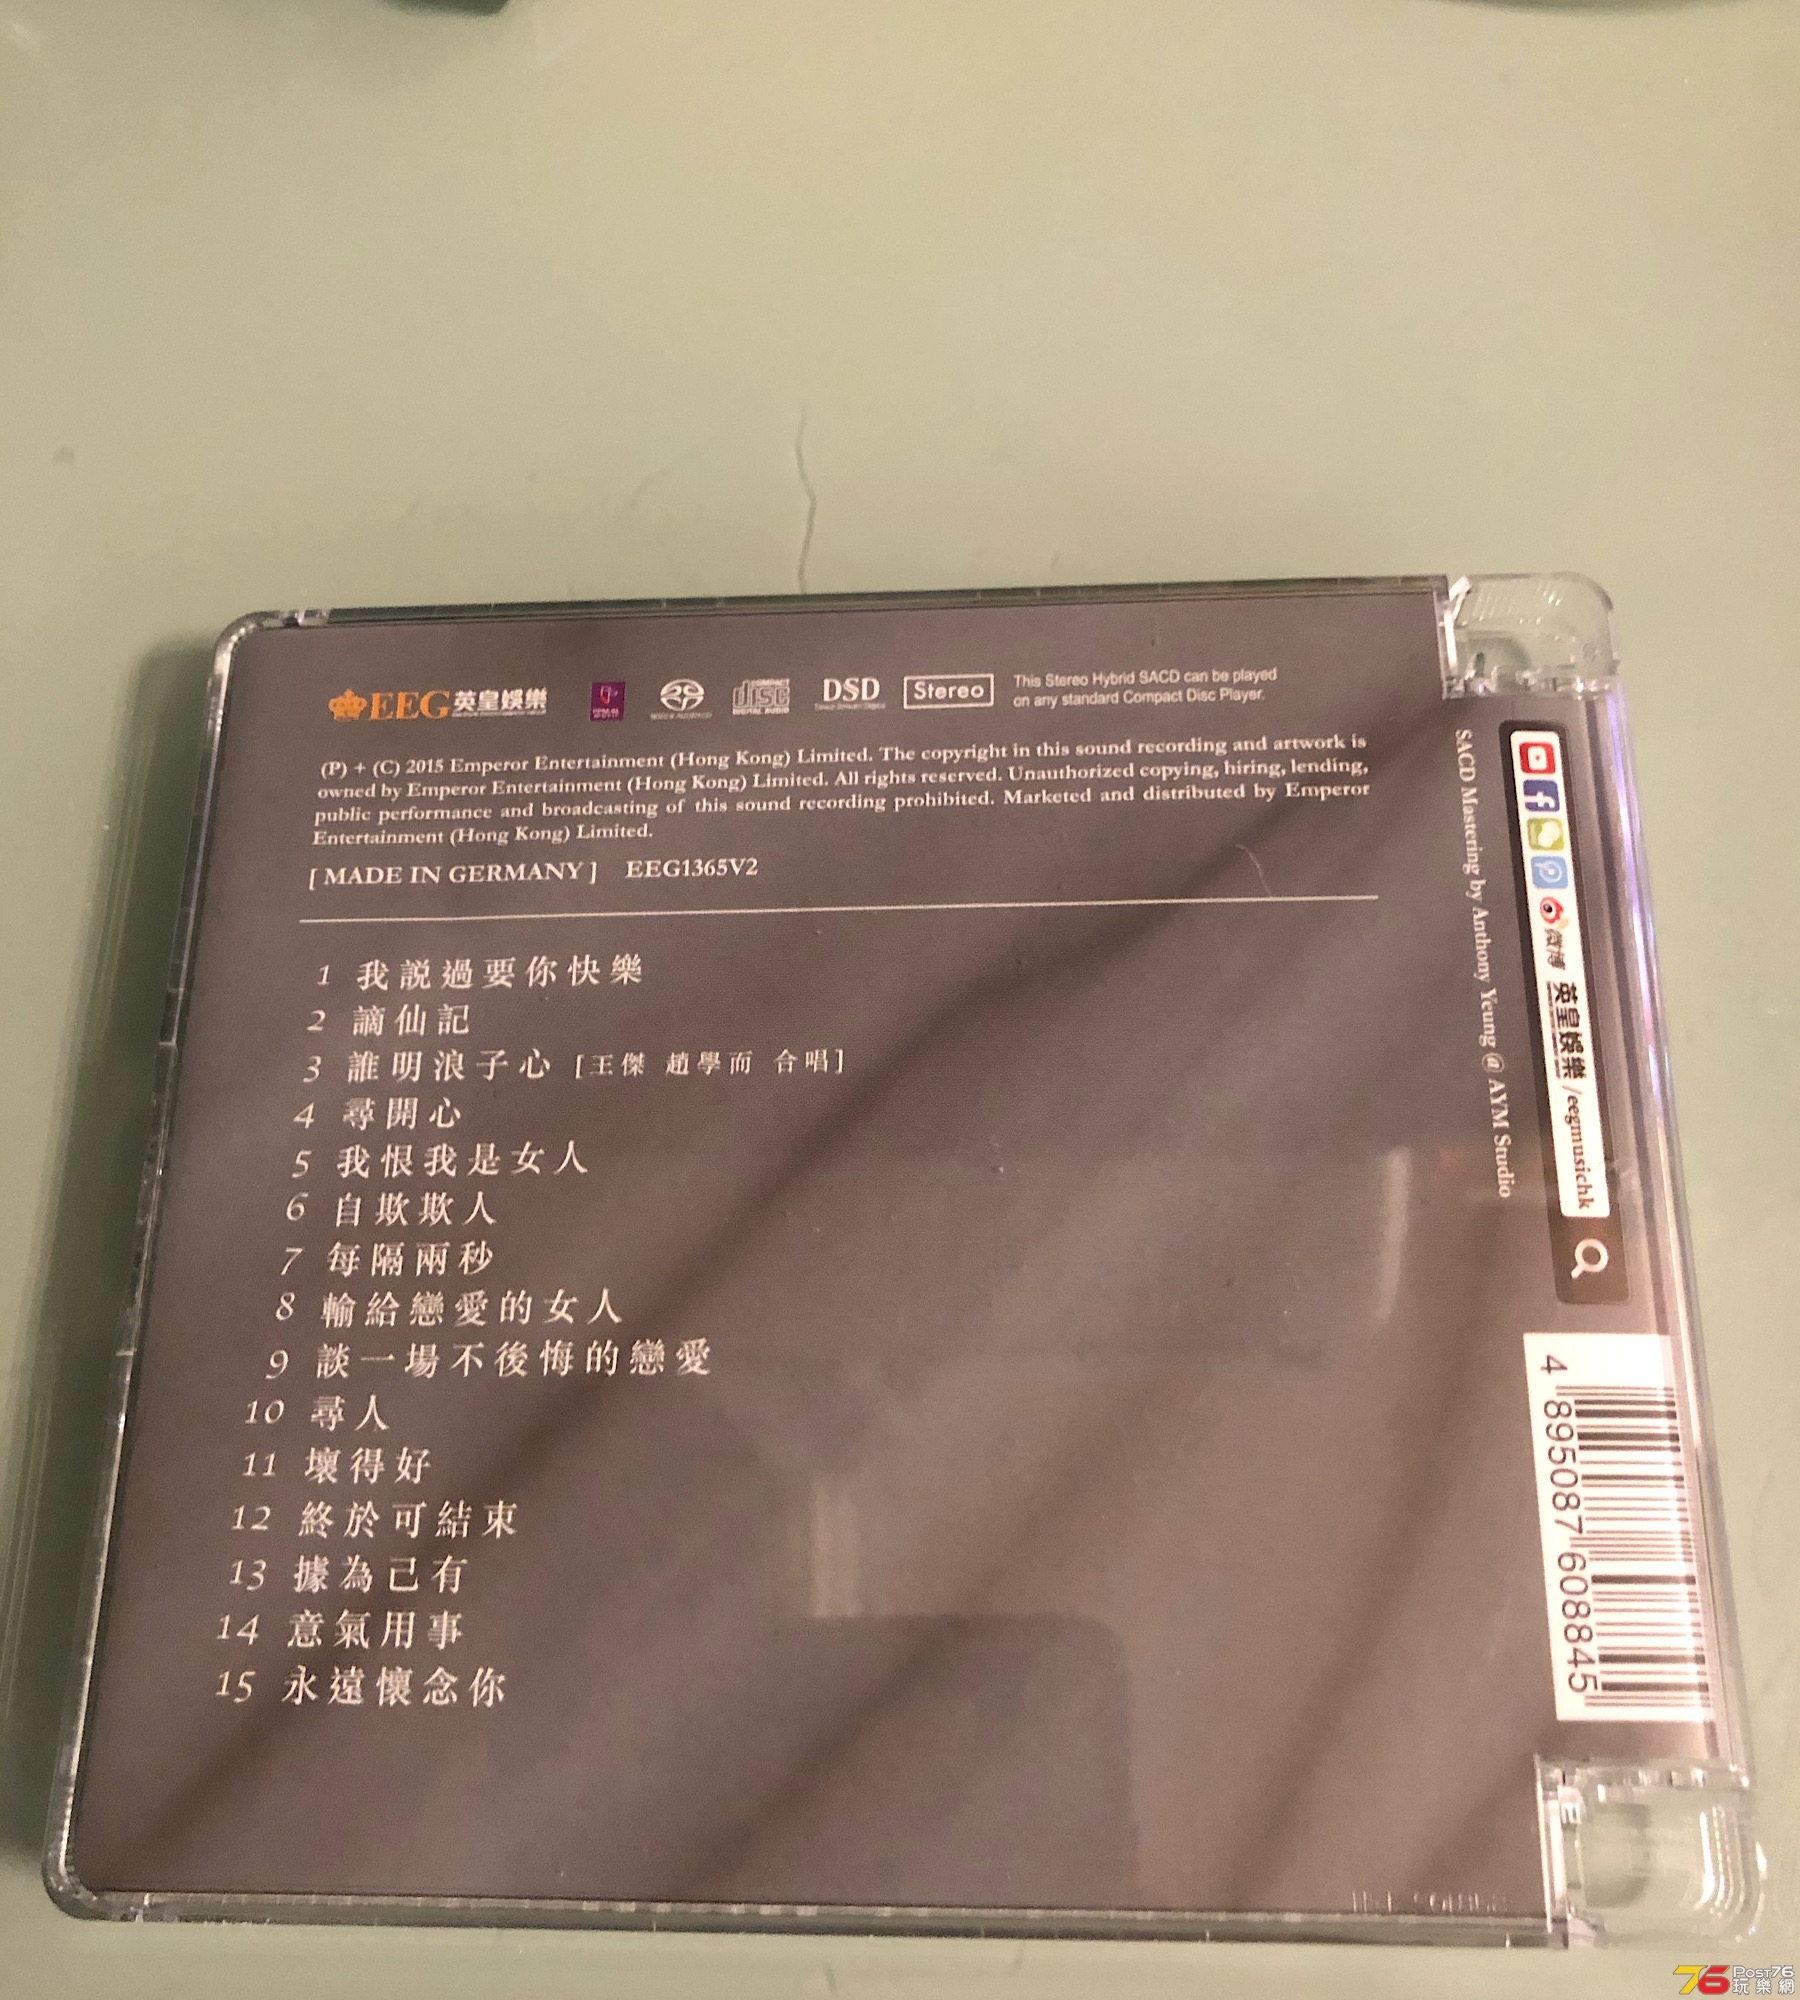 EEG 英皇娛樂
COMPACT
disc
DIGITAL AUDIO
DSD
Direct Stream Digital
Stereo
This Stereo Hybrid SACD can be played
on any standard Compact Disc Player.
(P) + (C) 2015 Emperor Entertainment (Hong Kong) Limited. The copyright in this sound recording and artwork is
owned by Emperor Entertainment (Hong Kong) Limited. All rights reserved. Unauthorized copying, hiring, lending,
public performance and broadcasting of this sound recording prohibited. Marketed and distributed by Emperor
Entertainment (Hong Kong) Limited.
[ MADE IN GERMANY ] EEG1365V2
1 我説過要你快樂
2 謫仙記
3 誰明浪子心 [王傑 趙學而 合唱]
4 尋開心
5 我恨我是女人
6 自欺欺人
7 每隔兩秒
8 輸給戀愛的女人
9 談一場不後悔的戀愛
10 尋人
11 壞得好
12 終於可結束
13 據為己有
14 意氣用事
15 永遠懷念你
SACD Mastering by Anthony Yeung @ AYM Studio
微博 英皇娛樂 /eegmusichk
4 895087 608845
76 POST76
玩樂網